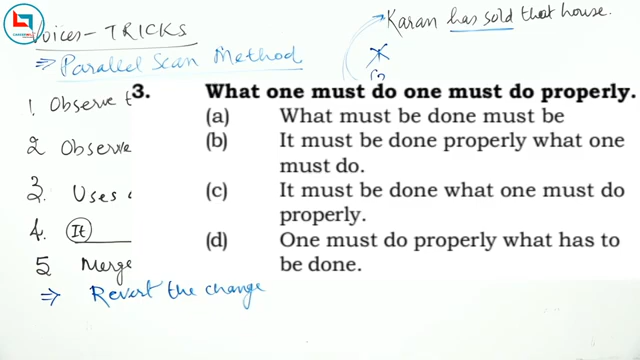 Voices - TRICKS
Karan has sold that house.
⇒ Parallel Scan Method
1. Observe
2 Observe
3. Uses
4. It
5 Merge
⇒ Revert the change
3. What one must do one must do properly.
(a) What must be done must be
(b) It must be done properly what one
must do.
(c) It must be done what one must do
properly.
(d) One must do properly what has to
be done.